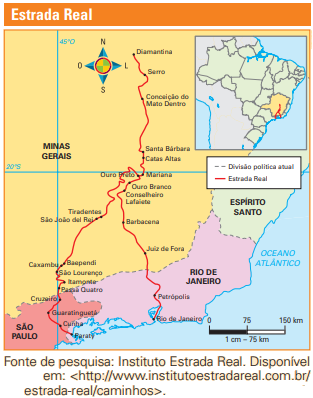 Estrada Real
45°O
N
O
L
S
Diamantina
Serro
Conceição do
Mato Dentro
MINAS
GERAIS
Santa Bárbara
Catas Altas
20°S
Ouro Preto
Mariana
Ouro Branco
Conselheiro
Lafaiete
Divisão política atual
Estrada Real
Tiradentes
São João del Rei
Barbacena
ESPÍRITO
SANTO
Juiz de Fora
OCEANO
ATLÂNTICO
Caxambu
Baependi
São Lourenço
Itamonte
Passa Quatro
RIO DE
JANEIRO
Cruzeiro
Petrópolis
Guaratinguetá
SÃO
PAULO
Cunha
Rio de Janeiro
Paraty
0
75
150 km
1 cm – 75 km
Fonte de pesquisa: Instituto Estrada Real. Disponível
em: <http://www.institutoestradareal.com.br/
estrada-real/caminhos>.